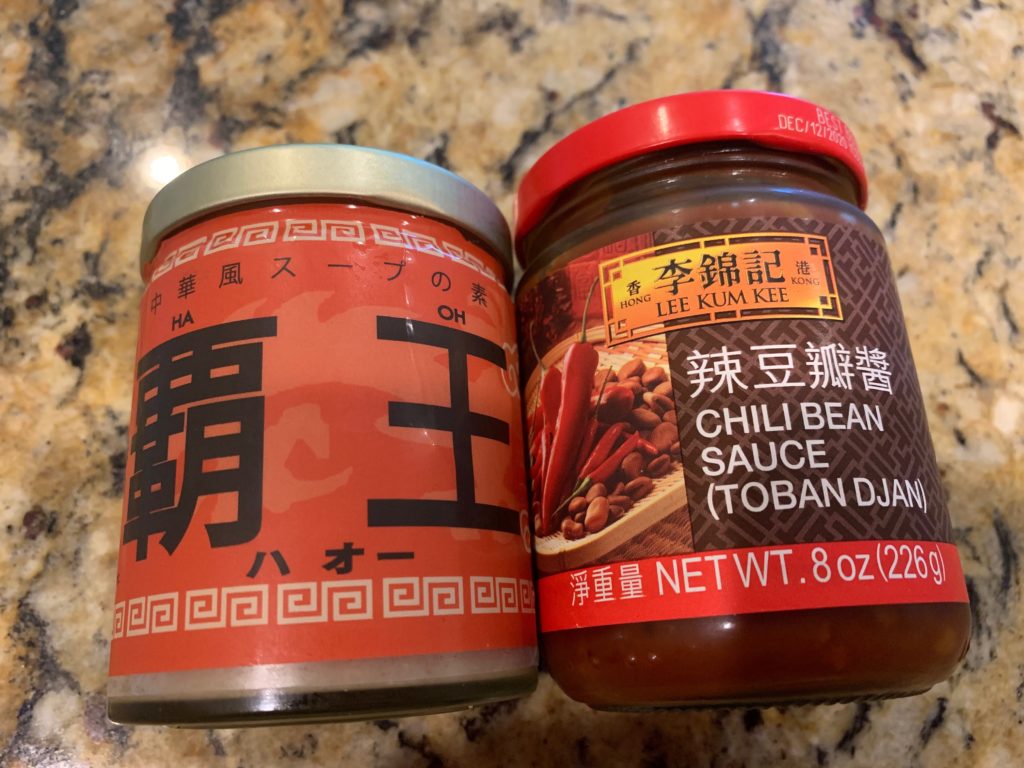 中華風スープの素
HA OH
覇王
ハオー
BEST
DEC/12/2020
香 李錦記 港
HONG LEE KUM KEE KONG
辣豆瓣醬
CHILI BEAN
SAUCE
(TOBAN DJAN)
淨重量 NET WT. 8 oz (226g)